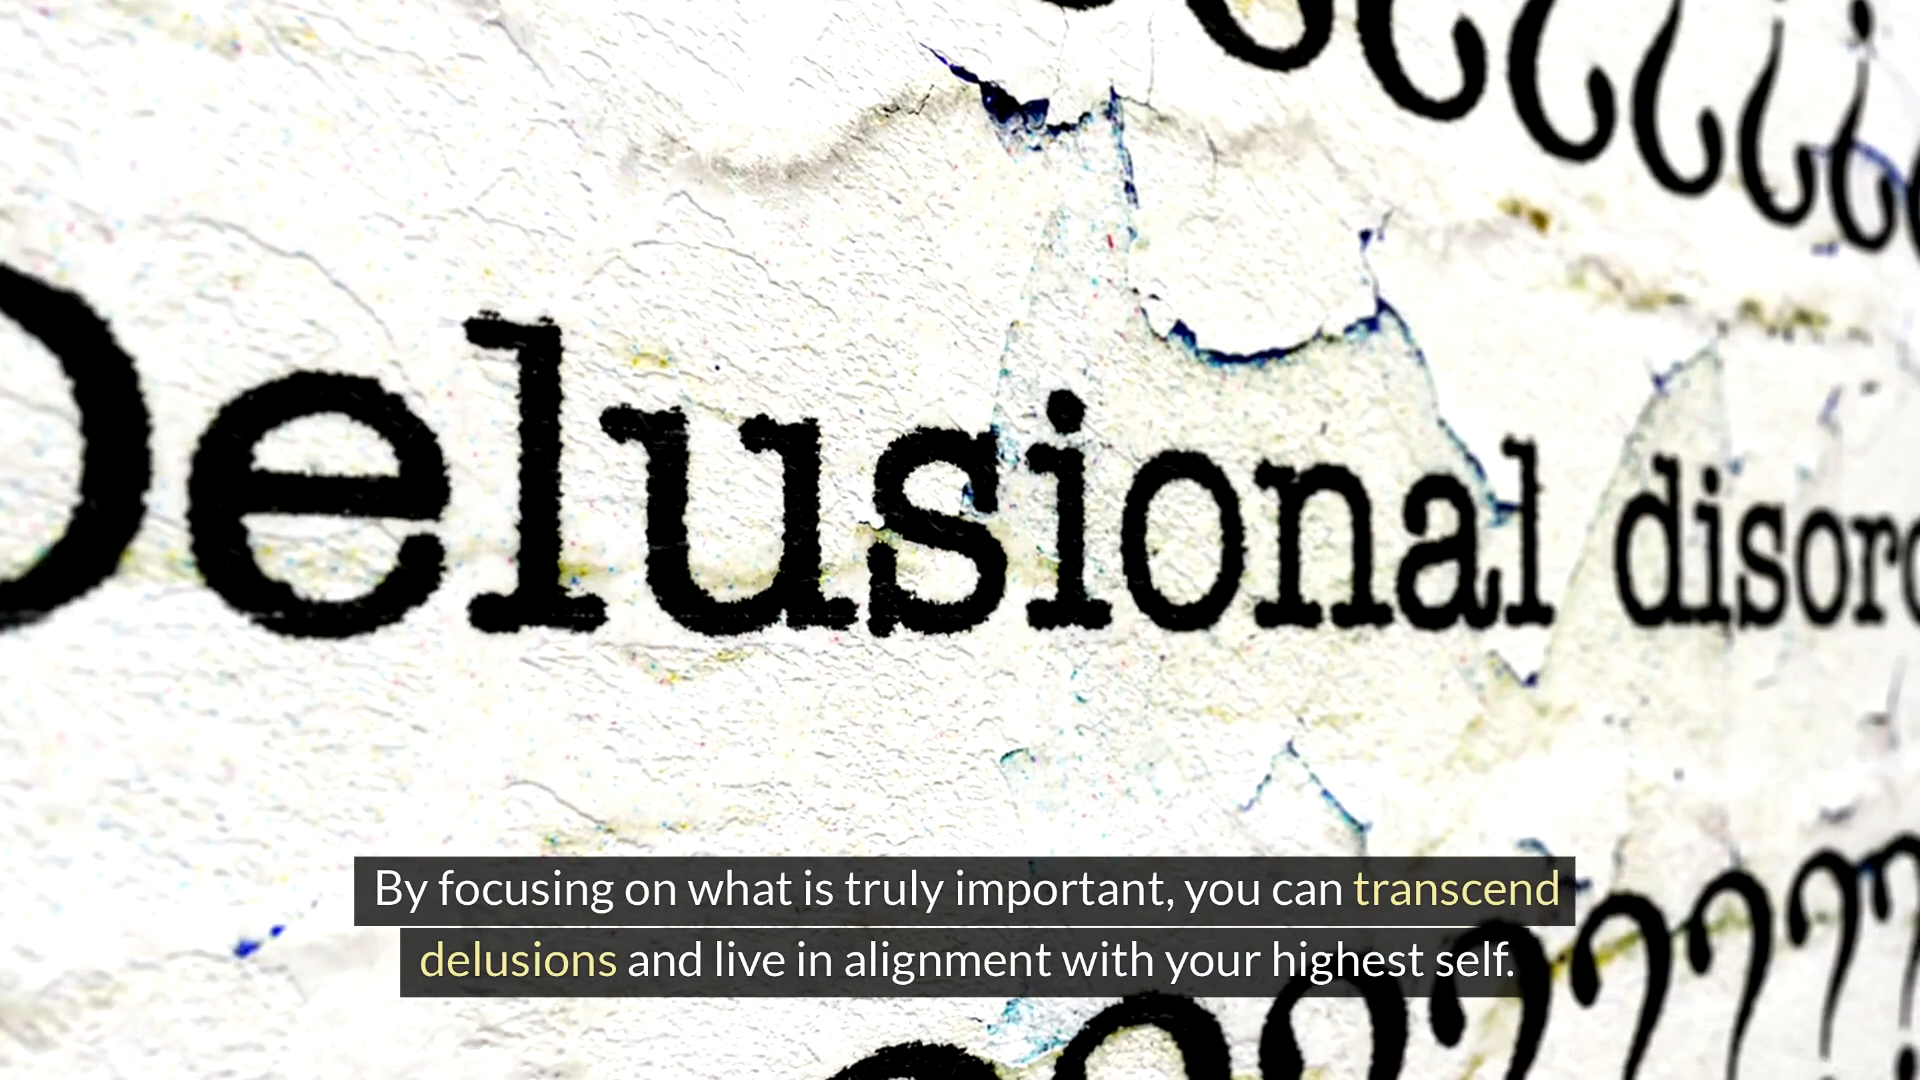 Delusional disor
By focusing on what is truly important, you can transcend
delusions and live in alignment with your highest self.